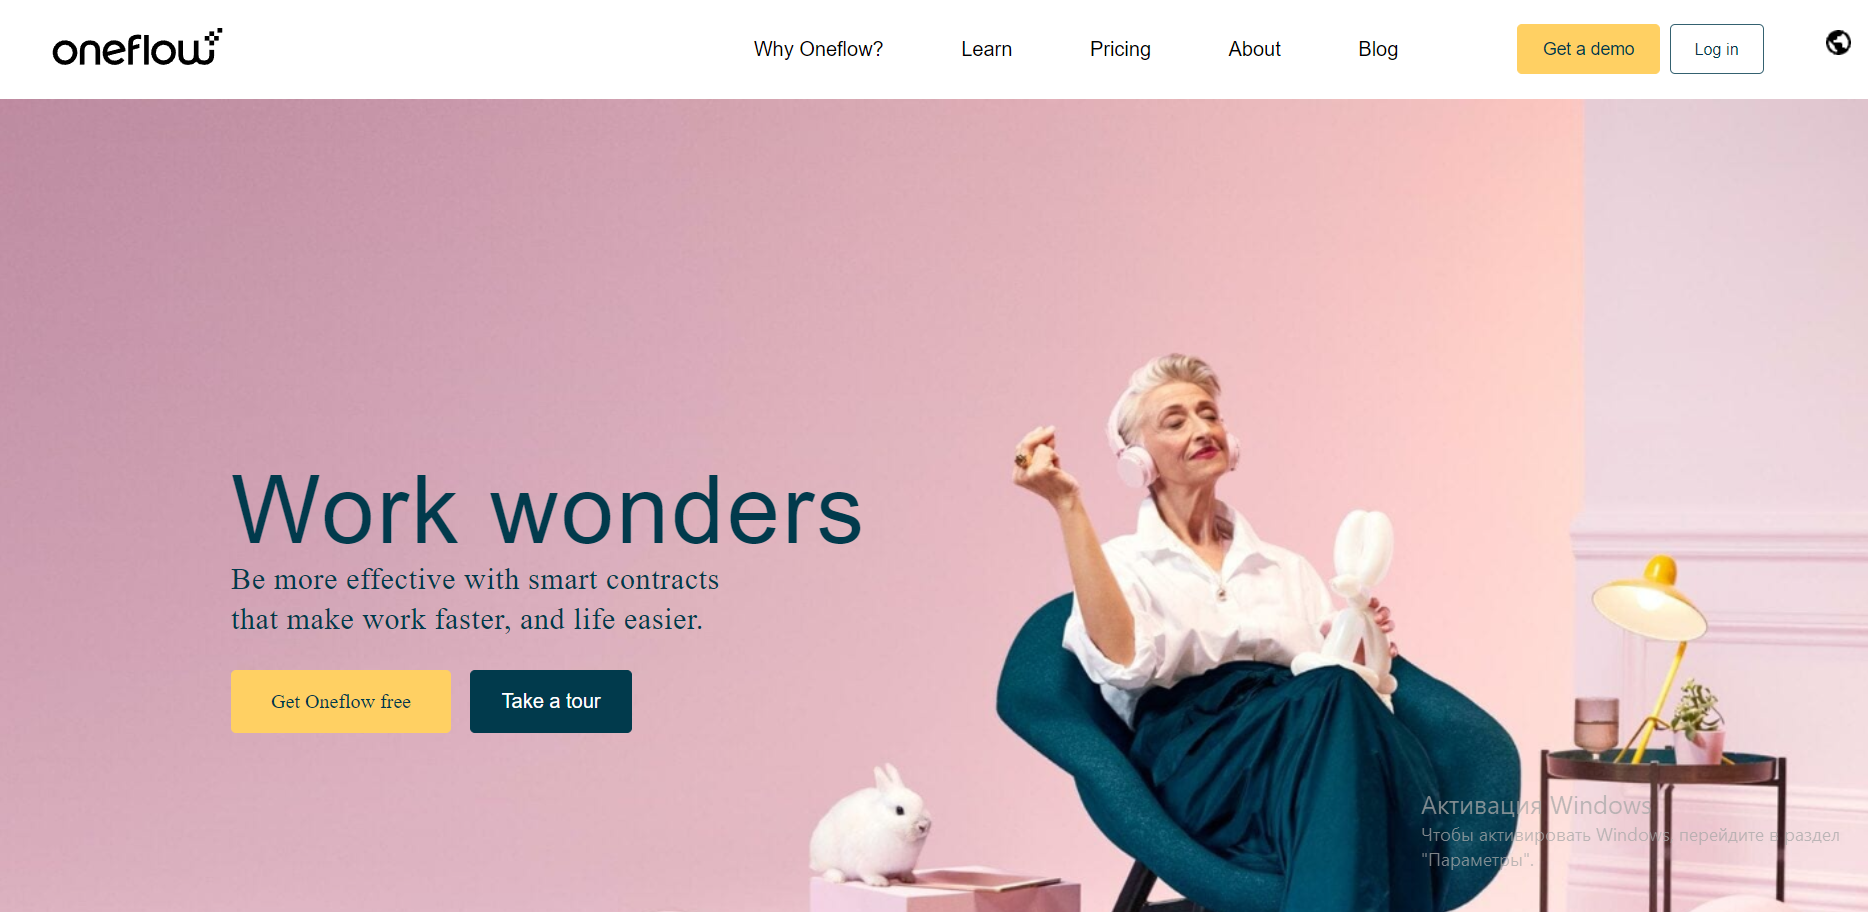 oneflow
Why Oneflow?
Learn
Pricing
About
Blog
Get a demo
Log in
Work wonders
Be more effective with smart contracts
that make work faster, and life easier.
Get Oneflow free
Take a tour
Активация Windows
Чтобы активировать Windows, перейдите в раздел
"Параметры".